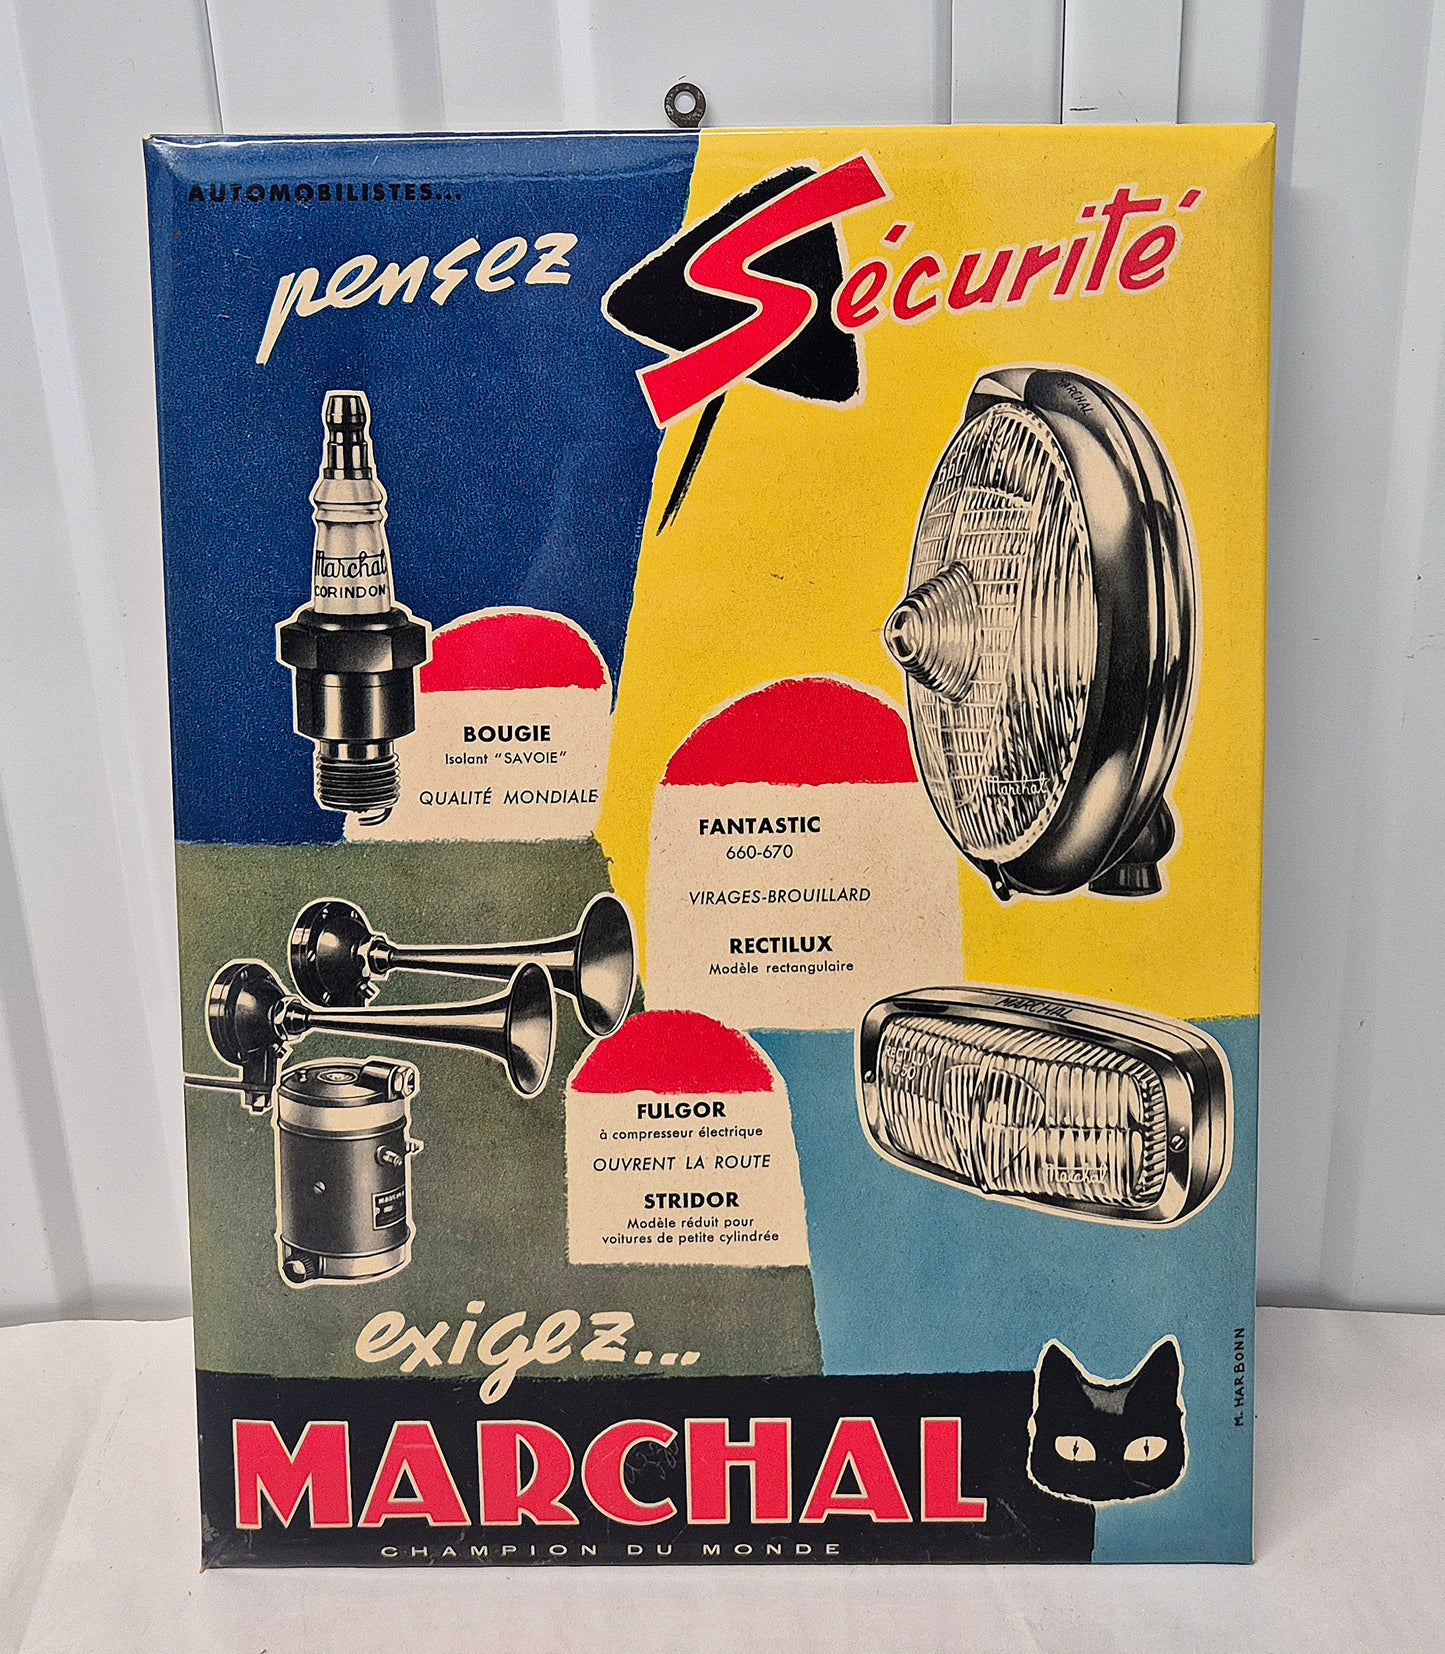 AUTOMOBILISTES...
pensez Sécurité
MARCHAL
Marchal
CORINDON
BOUGIE
Isolant "SAVOIE"
QUALITÉ MONDIALE
Marchal
FANTASTIC
660-670
VIRAGES-BROUILLARD
RECTILUX
Modèle rectangulaire
MARCHAL
RECTILUX
650
Marchal
FULGOR
à compresseur électrique
OUVRENT LA ROUTE
STRIDOR
Modèle réduit pour
voitures de petite cylindrée
MARCHAL
exigez...
MARCHAL
CHAMPION DU MONDE
M. HARBONN